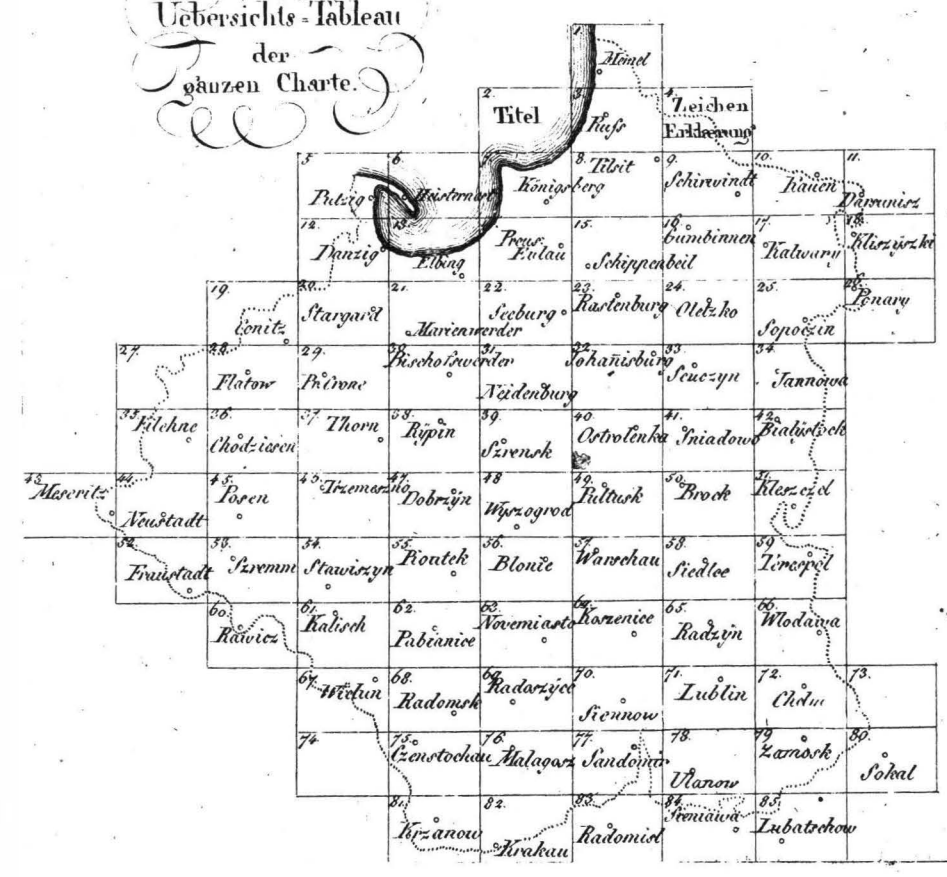 Uebersichts-Tableau
der
gänzen Charte.
1.
Memel
2.
Titel
3.
Russ
4.
Zeichen
Erklærung
5.
Putzig
6.
Heisternest
7.
Königsberg
8.
Tilsit
9.
Schirwindt
10.
Kauen
11.
Darsunisz
12.
Danzig
13.
Elbing
Preus.
Eulau
15.
Schippenbeil
16.
Gumbinnen
17.
Kalwary
18.
Kliszyszki
19.
Conitz
20.
Stargard
21.
Marienwerder
22.
Seeburg
23.
Rastenburg
24.
Oletzko
25.
Sopoczin
26.
Ponary
27.
28.
Flatow
29.
Pr. Crone
30.
Bischofswerder
31.
Neidenburg
32.
Johanisburg
33.
Scuczyn
34.
Jannowa
35.
Filehne
36.
Chodziesen
37.
Thorn
38.
Rypin
39.
Szrensk
40.
Ostrolenka
41.
Sniadowo
42.
Bialystock
43.
Meseritz
44.
Neustadt
45.
Posen
Trzemeszno
47.
Dobrzyn
48
Wyszogrod
49.
Pultusk
50.
Brock
51.
Kleszczel
52.
Fraustadt
53.
Szremm
54.
Stawiszyn
55.
Piontek
56.
Blonie
57.
Warschau
58.
Siedlce
59.
Terespol
60.
Rawicz
61.
Kalisch
62.
Pabianice
63.
Novemiasto
64.
Koszenice
65.
Radzyn
66.
Wlodawa
67.
Wielun
68.
Radomsk
69.
Radoszyce
70.
Siennow
71.
Lublin
72.
Chelm
73.
74.
75.
Czenstochau
76.
Malagosz
77.
Sandomir
78.
Ulanow
79
Zamosk
80.
Sokal
81.
Krzanow
82.
Krakau
83.
Radomisl
84.
Sieniawa
85.
Lubatschow